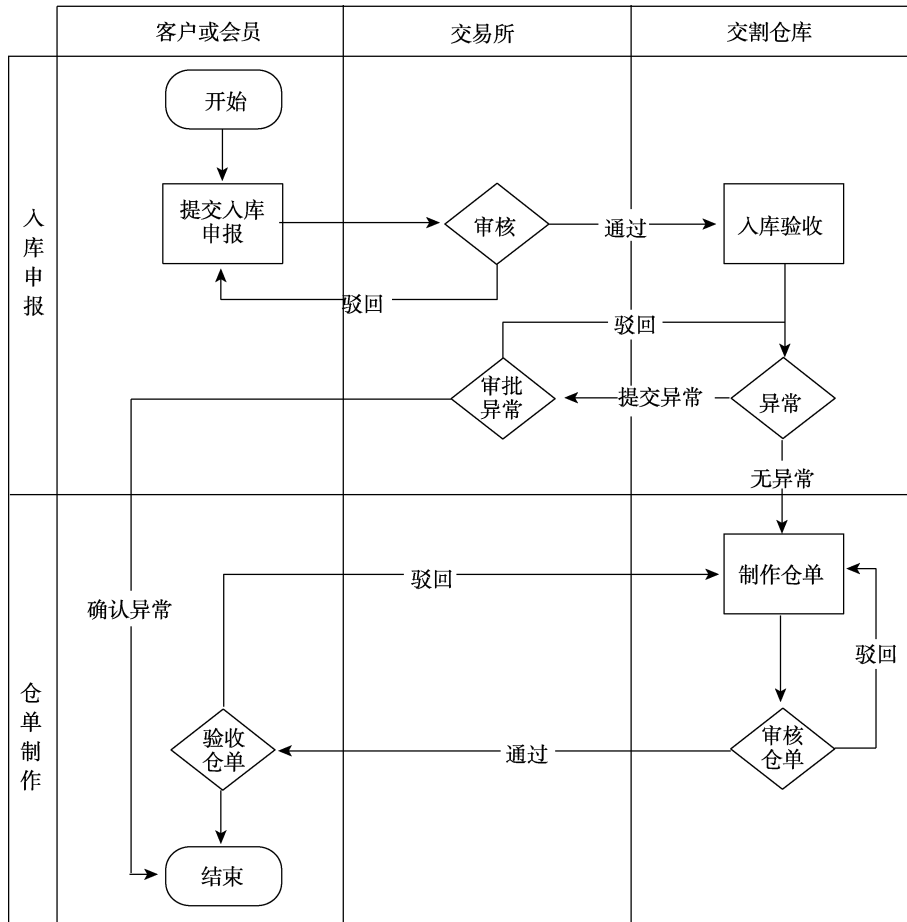 客户或会员
交易所
交割仓库
入库申报
开始
提交入库
申报
审核
通过
入库验收
驳回
驳回
审批
异常
提交异常
异常
无异常
仓单制作
驳回
制作仓单
确认异常
驳回
验收
仓单
通过
审核
仓单
结束